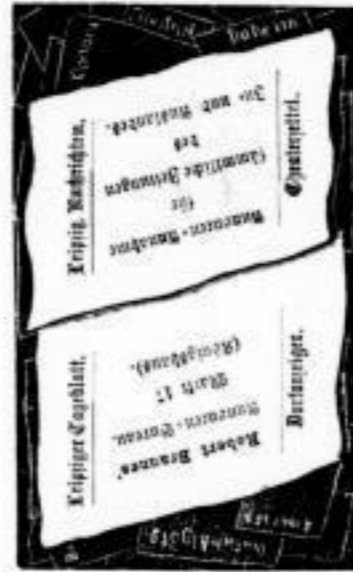 Leipziger Tageblatt.
Robert Braunes'
Annoncen-Bureau.
Markt 17
(Königshaus).
Dorfanzeiger.
Leipzig. Nachrichten.
Annoncen-Annahme
für
sämmtliche Zeitungen
des
In- und Auslandes.
Theaterzettel.